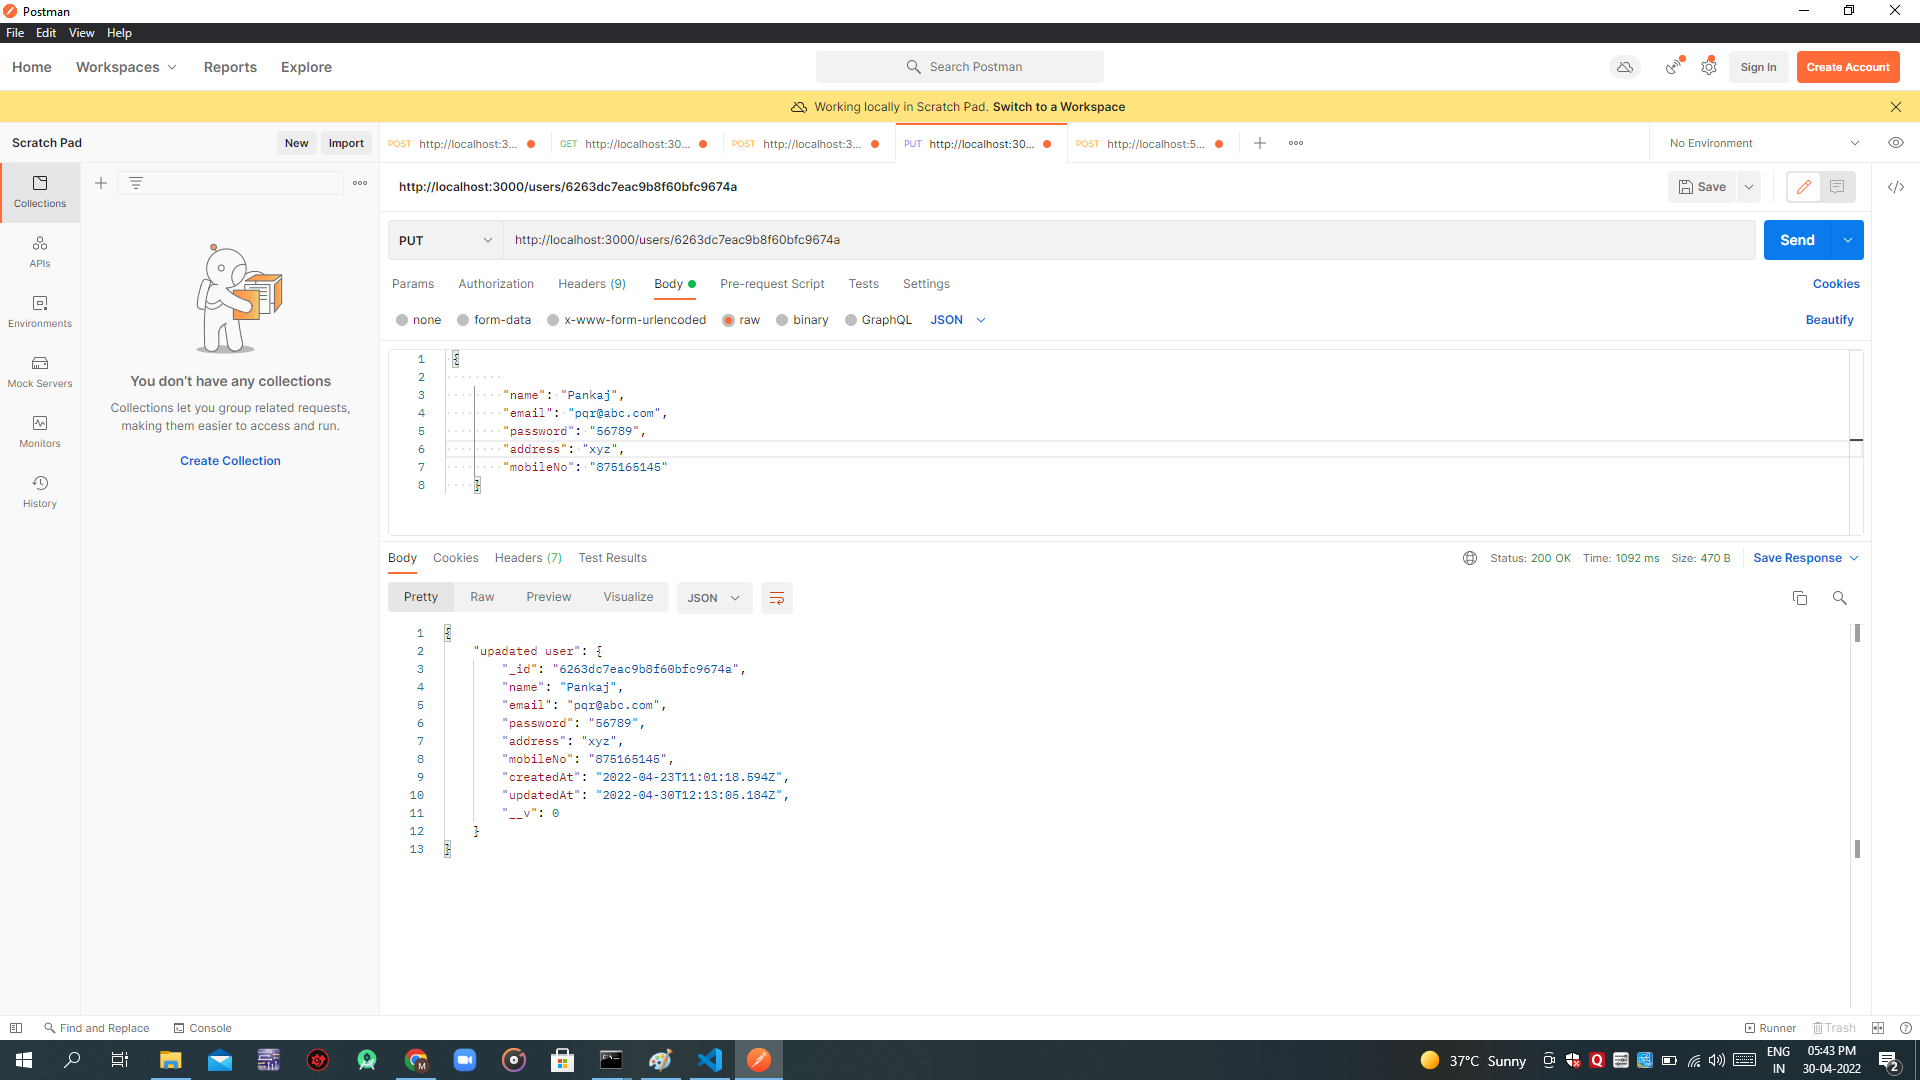 Postman
File Edit View Help
Home Workspaces Reports Explore Search Postman Sign In Create Account
Working locally in Scratch Pad. Switch to a Workspace
Scratch Pad New Import POST http://localhost:3... GET http://localhost:30... POST http://localhost:3... PUT http://localhost:30... POST http://localhost:5... No Environment
Collections
APIs
Environments
Mock Servers
Monitors
History
You don't have any collections
Collections let you group related requests,
making them easier to access and run.
Create Collection
http://localhost:3000/users/6263dc7eac9b8f60bfc9674a Save
PUT http://localhost:3000/users/6263dc7eac9b8f60bfc9674a Send
Params Authorization Headers (9) Body Pre-request Script Tests Settings Cookies
none form-data x-www-form-urlencoded raw binary GraphQL JSON Beautify
1 {
2
3 "name": "Pankaj",
4 "email": "pqr@abc.com",
5 "password": "56789",
6 "address": "xyz",
7 "mobileNo": "875165145"
8 }
Body Cookies Headers (7) Test Results Status: 200 OK Time: 1092 ms Size: 470 B Save Response
Pretty Raw Preview Visualize JSON
1 {
2 "upadated user": {
3 "_id": "6263dc7eac9b8f60bfc9674a",
4 "name": "Pankaj",
5 "email": "pqr@abc.com",
6 "password": "56789",
7 "address": "xyz",
8 "mobileNo": "875165145",
9 "createdAt": "2022-04-23T11:01:18.594Z",
10 "updatedAt": "2022-04-30T12:13:05.184Z",
11 "__v": 0
12 }
13 }
Find and Replace Console Runner Trash
37°C Sunny ENG 05:43 PM
IN 30-04-2022 2